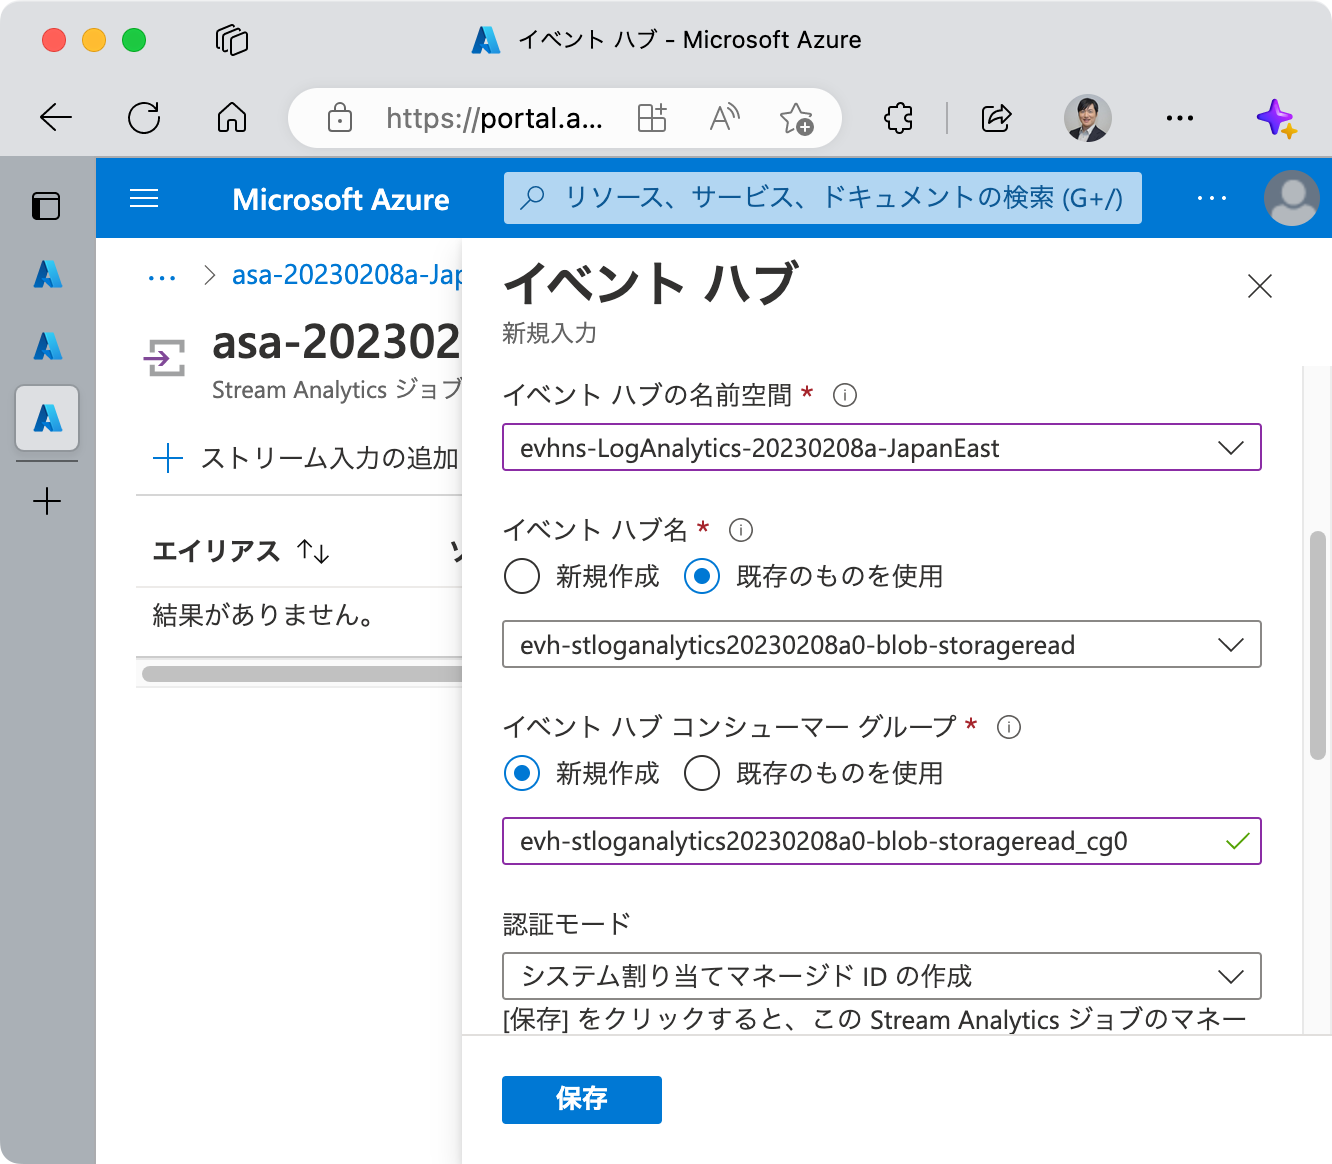 イベント ハブ - Microsoft Azure
https://portal.a...
Microsoft Azure
リソース、サービス、ドキュメントの検索 (G+/)
...
... > asa-20230208a-Jap
asa-202302
Stream Analytics ジョブ
ストリーム入力の追加
エイリアス ↑↓
結果がありません。
イベント ハブ
新規入力
イベント ハブの名前空間 *
evhns-LogAnalytics-20230208a-JapanEast
イベント ハブ名 *
新規作成 既存のものを使用
evh-stloganalytics20230208a0-blob-storageread
イベント ハブ コンシューマー グループ *
新規作成 既存のものを使用
evh-stloganalytics20230208a0-blob-storageread_cg0
認証モード
システム割り当てマネージド ID の作成
[保存] をクリックすると、この Stream Analytics ジョブのマネー
保存